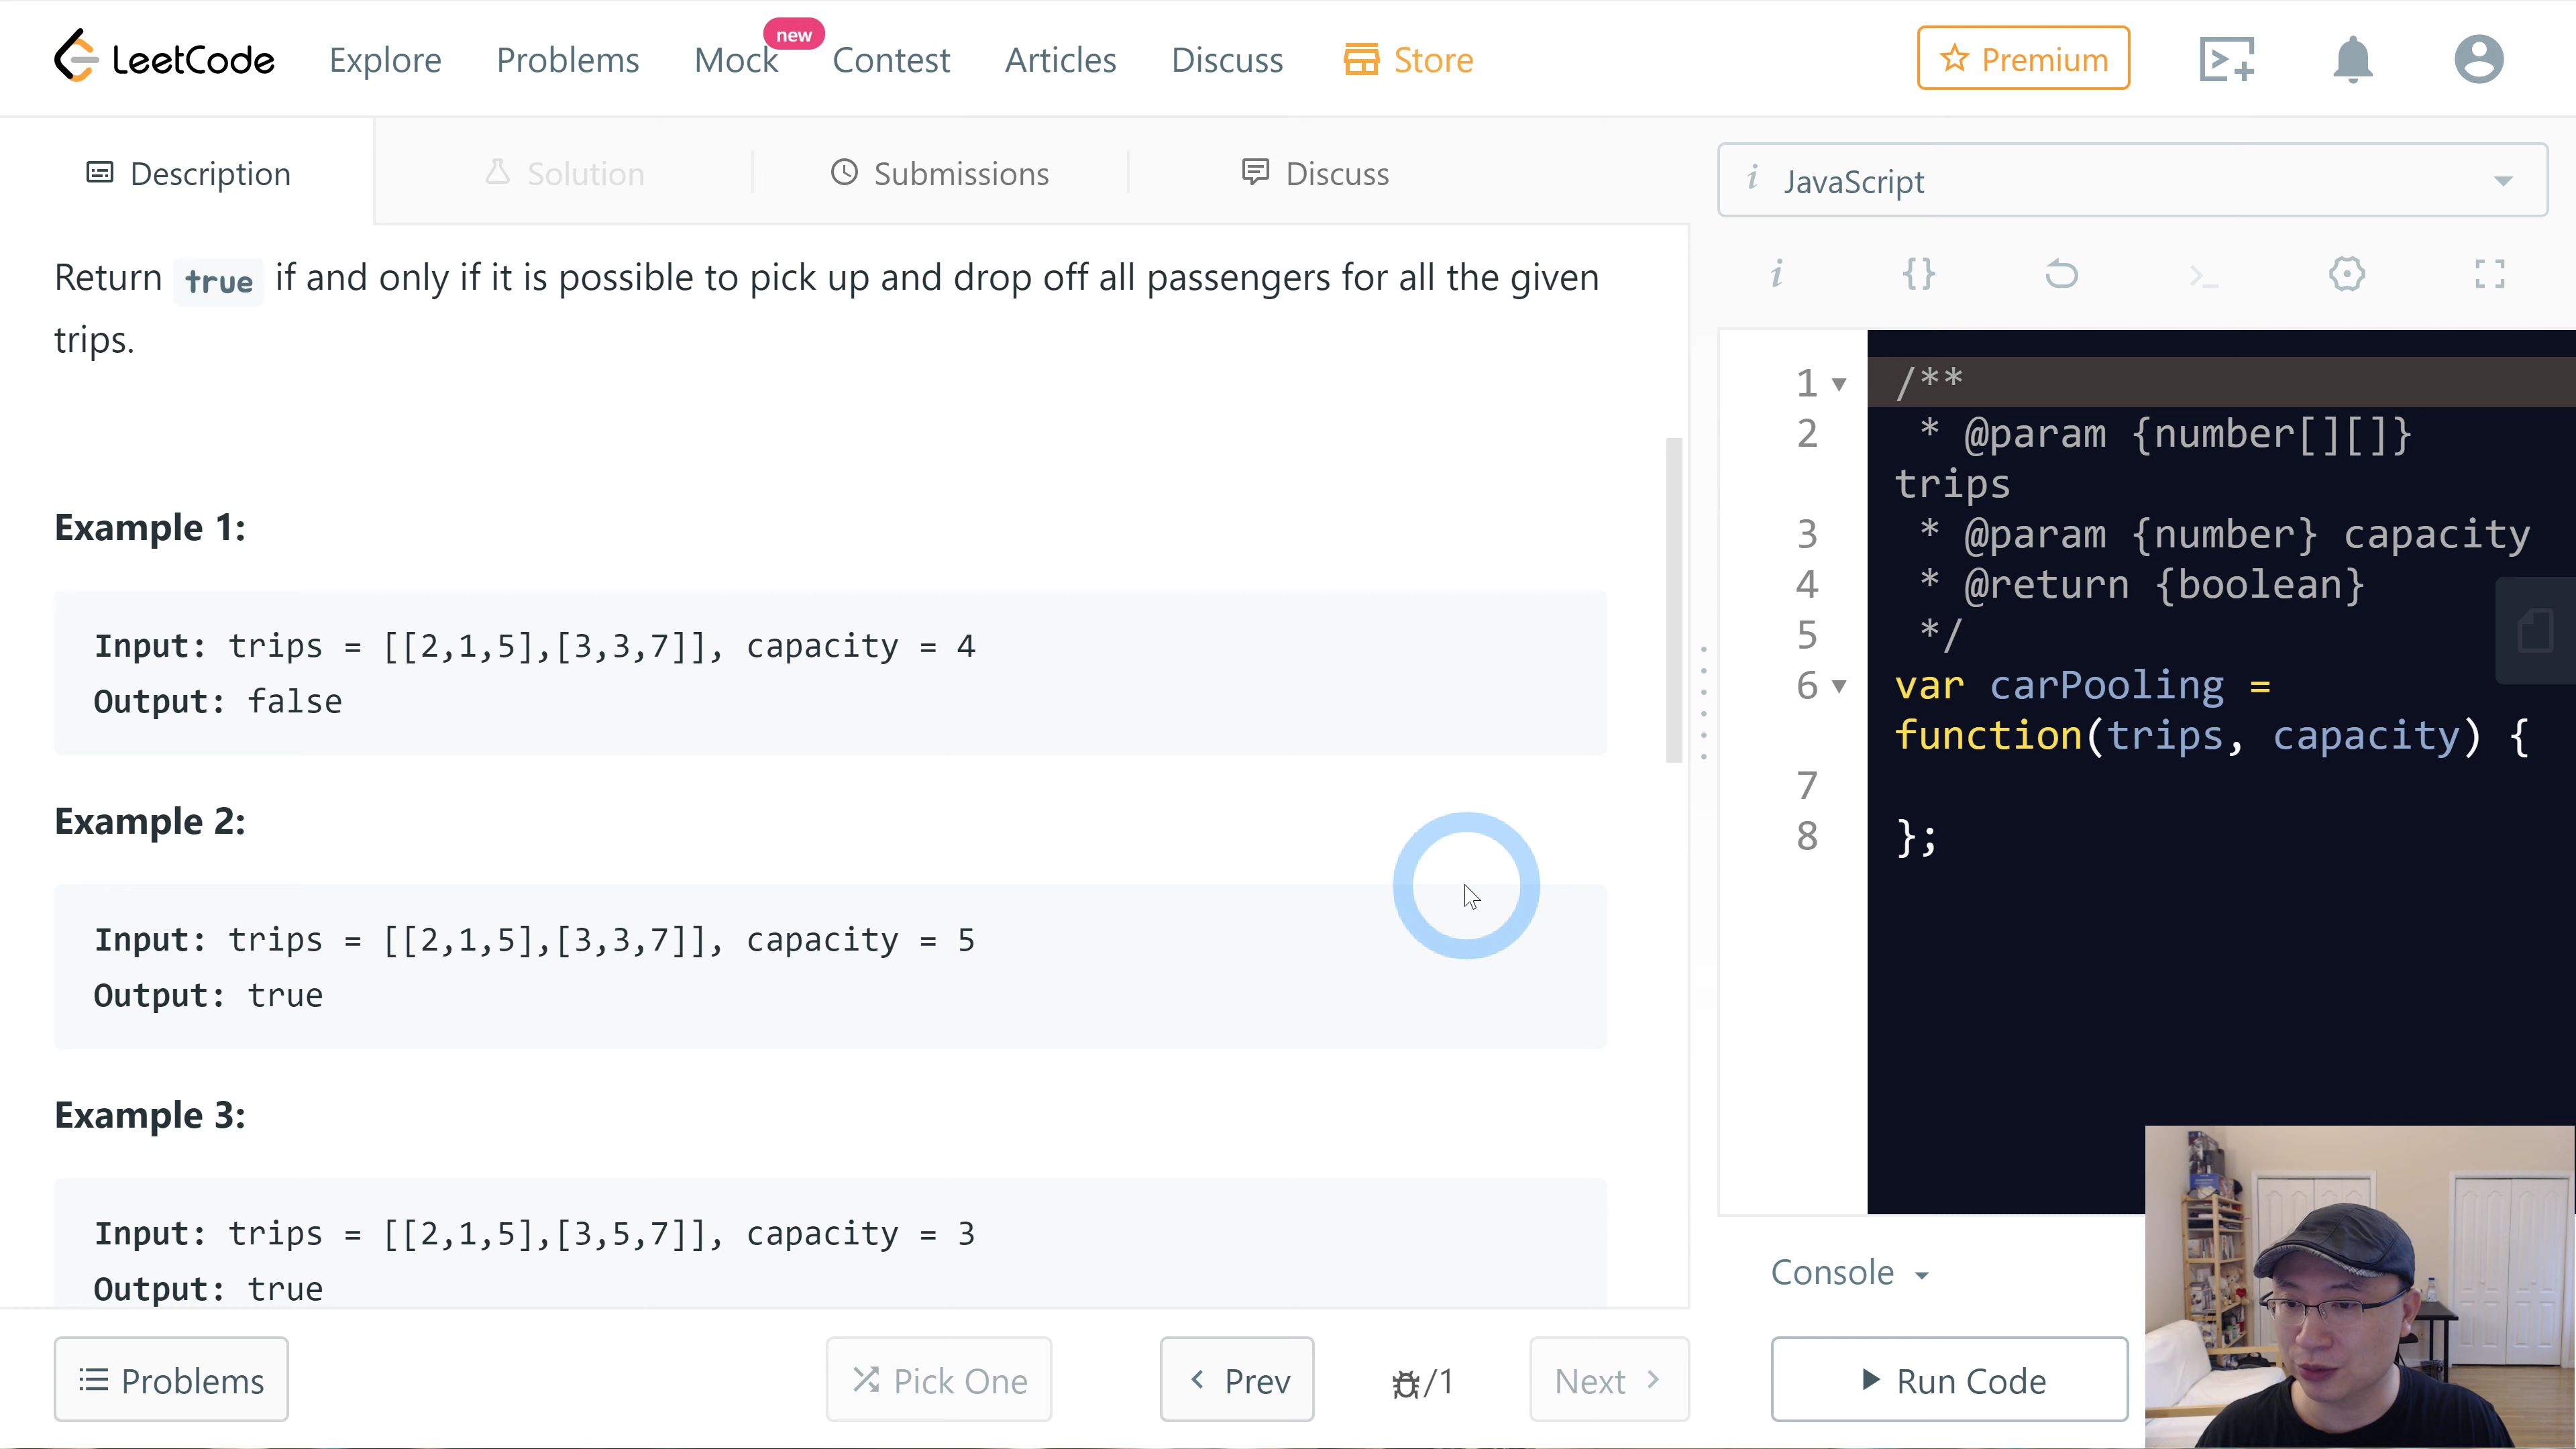 LeetCode
Explore
Problems
Mock
new
Contest
Articles
Discuss
Store
Premium
Description
Solution
Submissions
Discuss
Return true if and only if it is possible to pick up and drop off all passengers for all the given
trips.
Example 1:
Input: trips = [[2,1,5],[3,3,7]], capacity = 4
Output: false
Example 2:
Input: trips = [[2,1,5],[3,3,7]], capacity = 5
Output: true
Example 3:
Input: trips = [[2,1,5],[3,5,7]], capacity = 3
Output: true
Problems
Pick One
Prev
/1
Next
i JavaScript
i {} >_
1 /**
2 * @param {number[][]}
trips
3 * @param {number} capacity
4 * @return {boolean}
5 */
6 var carPooling =
function(trips, capacity) {
7
8 };
Console
Run Code